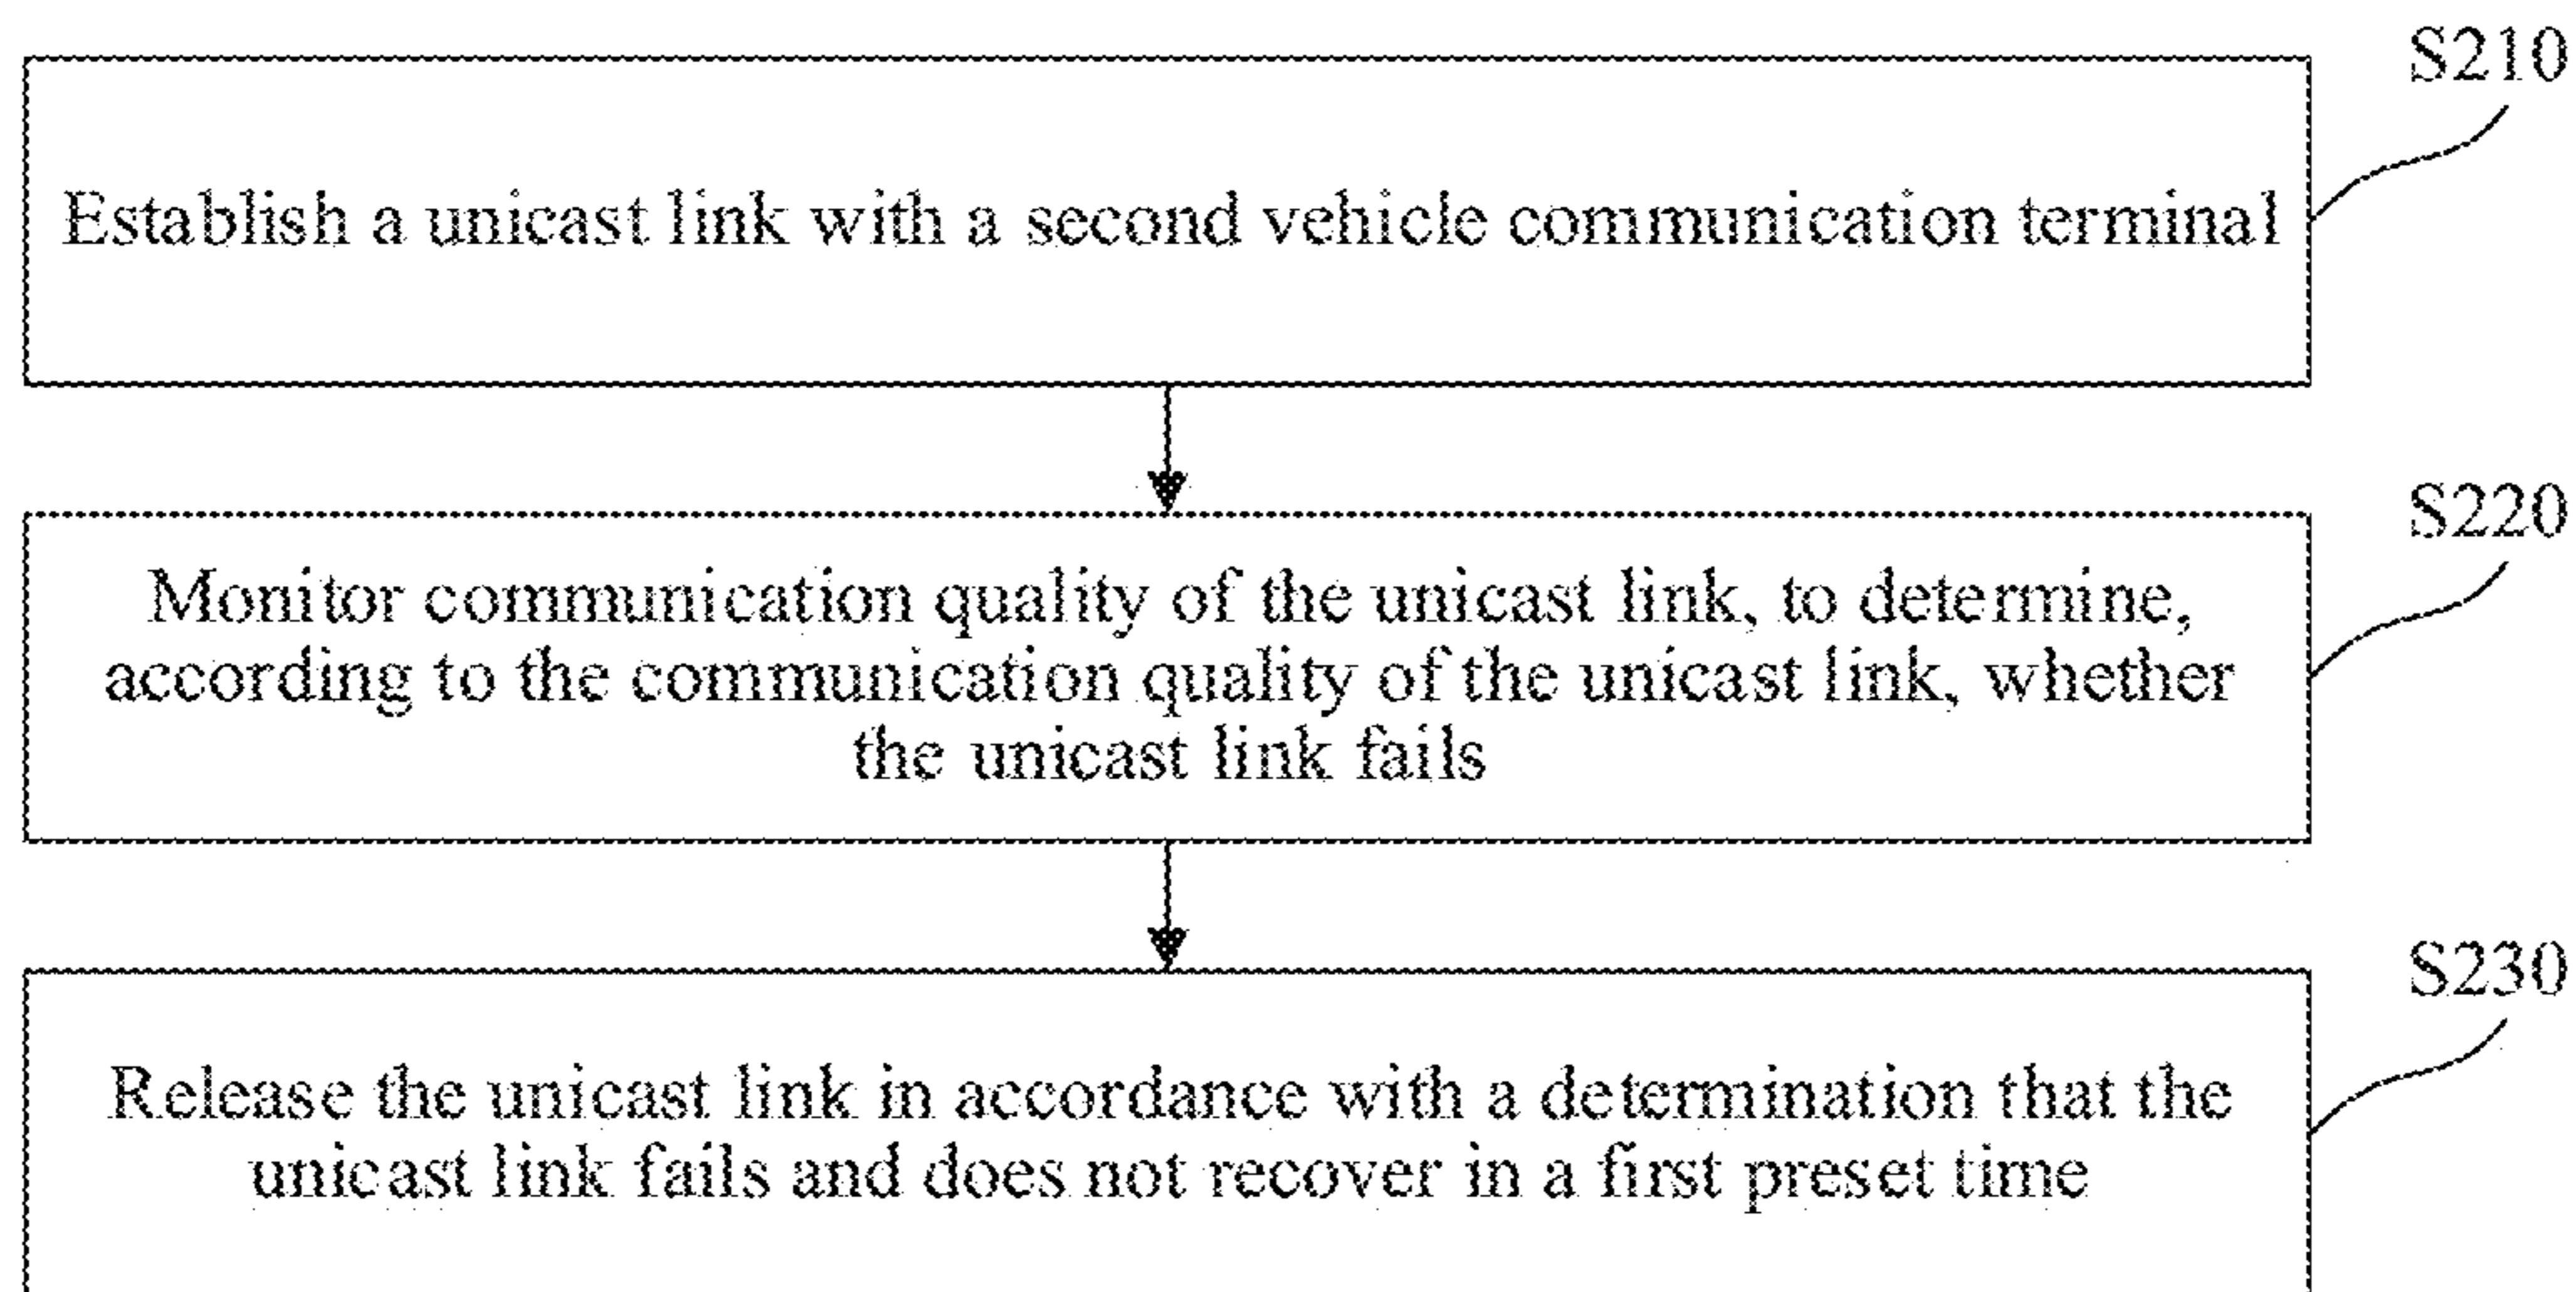 S210
Establish a unicast link with a second vehicle communication terminal
S220
Monitor communication quality of the unicast link, to determine,
according to the communication quality of the unicast link, whether
the unicast link fails
S230
Release the unicast link in accordance with a determination that the
unicast link fails and does not recover in a first preset time